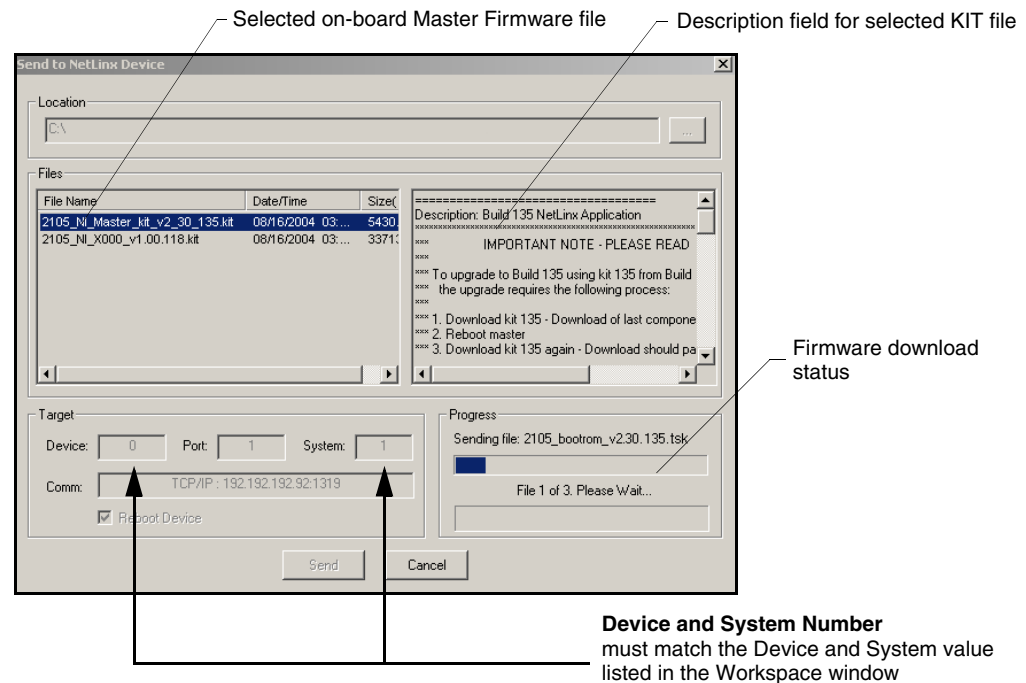 Selected on-board Master Firmware file
Description field for selected KIT file
Send to NetLinx Device
Location
C:\
...
Files
File Name Date/Time Size(
2105_Ni_Master_kit_v2_30_135.kit 08/16/2004 03:... 5430.
2105_NI_X000_v1.00.118.kit 08/16/2004 03:... 3371
===================================
Description: Build 135 NetLinx Application
*******************************************************
*** IMPORTANT NOTE - PLEASE READ
***
*** To upgrade to Build 135 using kit 135 from Build
*** the upgrade requires the following process:
***
*** 1. Download kit 135 - Download of last compone
*** 2. Reboot master
*** 3. Download kit 135 again - Download should pa
Firmware download
status
Target
Device: 0 Port: 1 System: 1
Comm: TCP/IP : 192.192.192.92:1319
Reboot Device
Progress
Sending file: 2105_bootrom_v2.30.135.tsk
File 1 of 3. Please Wait...
Send Cancel
Device and System Number
must match the Device and System value
listed in the Workspace window